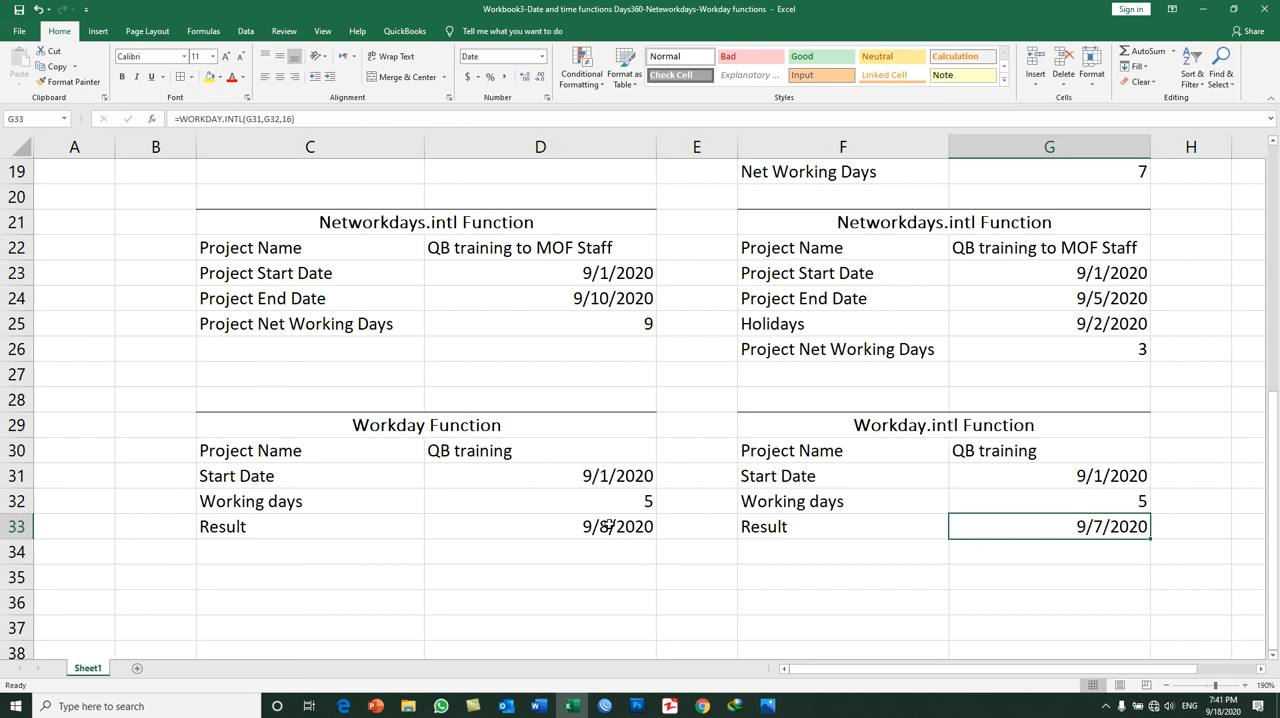 Workbook3-Date and time functions Days360-Neteworkdays-Workday functions - Excel
Sign in
File Home Insert Page Layout Formulas Data Review View Help QuickBooks Tell me what you want to do Share
Paste Cut Copy Format Painter Clipboard
Calibri 11 B I U Font
Wrap Text Merge & Center Alignment
Date $ % , Number
Conditional Formatting Format as Table
Normal Bad Good Neutral Calculation
Check Cell Explanatory ... Input Linked Cell Note
Styles
Insert Delete Format Cells
AutoSum Fill Clear Sort & Filter Find & Select Editing
G33 fx =WORKDAY.INTL(G31,G32,16)
A B C D E F G H
19 Net Working Days 7
20
21 Networkdays.intl Function Networkdays.intl Function
22 Project Name QB training to MOF Staff Project Name QB training to MOF Staff
23 Project Start Date 9/1/2020 Project Start Date 9/1/2020
24 Project End Date 9/10/2020 Project End Date 9/5/2020
25 Project Net Working Days 9 Holidays 9/2/2020
26 Project Net Working Days 3
27
28
29 Workday Function Workday.intl Function
30 Project Name QB training Project Name QB training
31 Start Date 9/1/2020 Start Date 9/1/2020
32 Working days 5 Working days 5
33 Result 9/8/2020 Result 9/7/2020
34
35
36
37
38
Sheet1
Ready 190%
Type here to search ENG 7:41 PM
9/18/2020